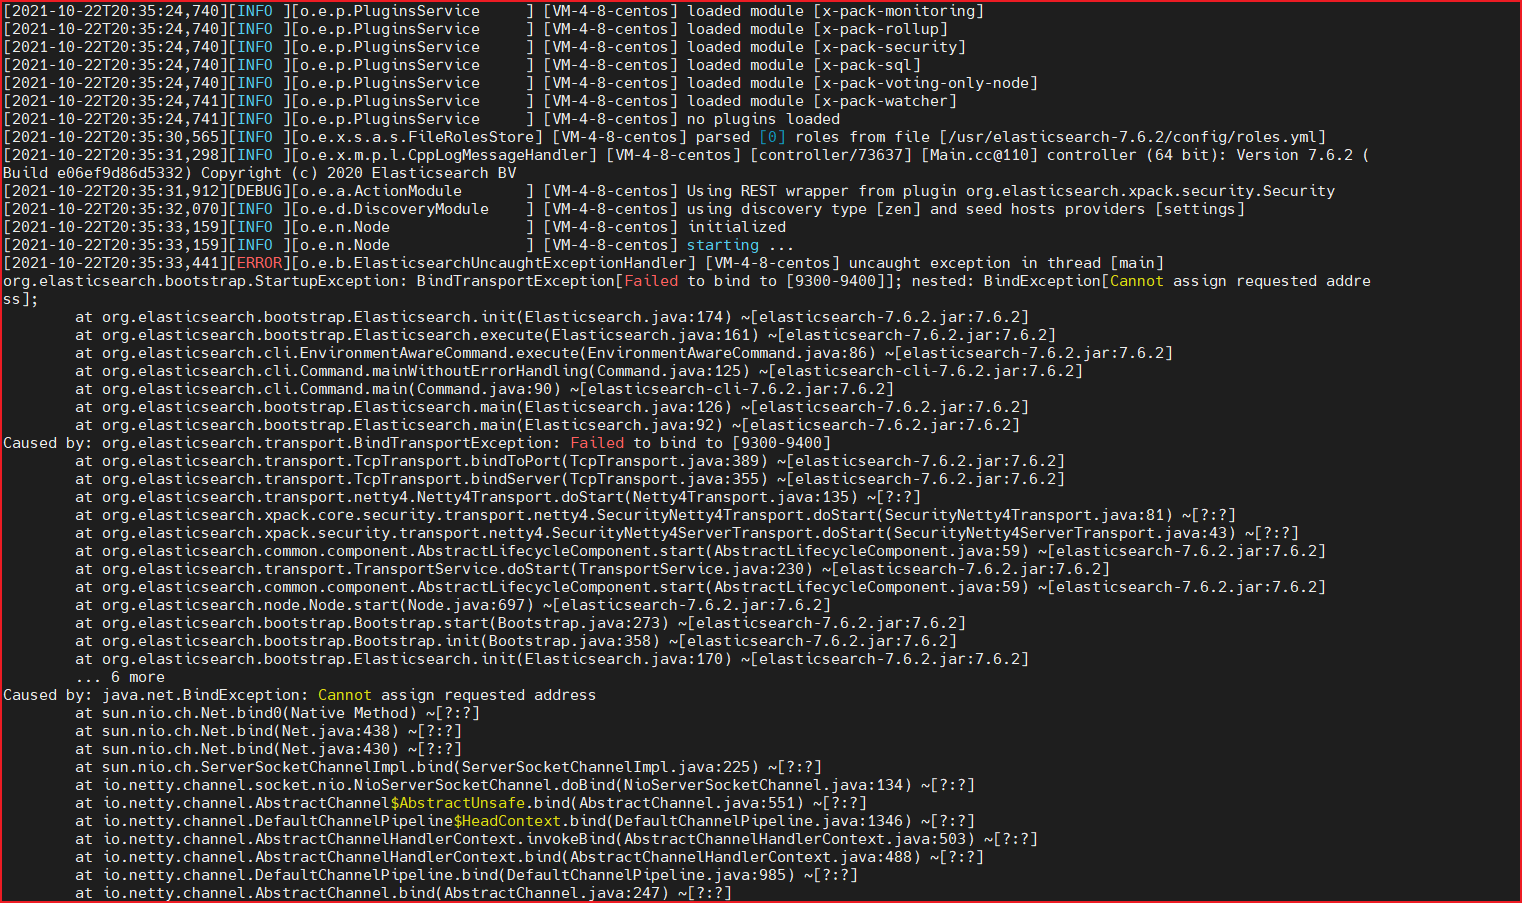 [2021-10-22T20:35:24,740][INFO ][o.e.p.PluginsService     ] [VM-4-8-centos] loaded module [x-pack-monitoring]
[2021-10-22T20:35:24,740][INFO ][o.e.p.PluginsService     ] [VM-4-8-centos] loaded module [x-pack-rollup]
[2021-10-22T20:35:24,740][INFO ][o.e.p.PluginsService     ] [VM-4-8-centos] loaded module [x-pack-security]
[2021-10-22T20:35:24,740][INFO ][o.e.p.PluginsService     ] [VM-4-8-centos] loaded module [x-pack-sql]
[2021-10-22T20:35:24,740][INFO ][o.e.p.PluginsService     ] [VM-4-8-centos] loaded module [x-pack-voting-only-node]
[2021-10-22T20:35:24,741][INFO ][o.e.p.PluginsService     ] [VM-4-8-centos] loaded module [x-pack-watcher]
[2021-10-22T20:35:24,741][INFO ][o.e.p.PluginsService     ] [VM-4-8-centos] no plugins loaded
[2021-10-22T20:35:30,565][INFO ][o.e.x.s.a.s.FileRolesStore] [VM-4-8-centos] parsed [0] roles from file [/usr/elasticsearch-7.6.2/config/roles.yml]
[2021-10-22T20:35:31,298][INFO ][o.e.x.m.p.l.CppLogMessageHandler] [VM-4-8-centos] [controller/73637] [Main.cc@110] controller (64 bit): Version 7.6.2 (
Build e06ef9d86d5332) Copyright (c) 2020 Elasticsearch BV
[2021-10-22T20:35:31,912][DEBUG][o.e.a.ActionModule       ] [VM-4-8-centos] Using REST wrapper from plugin org.elasticsearch.xpack.security.Security
[2021-10-22T20:35:32,070][INFO ][o.e.d.DiscoveryModule    ] [VM-4-8-centos] using discovery type [zen] and seed hosts providers [settings]
[2021-10-22T20:35:33,159][INFO ][o.e.n.Node               ] [VM-4-8-centos] initialized
[2021-10-22T20:35:33,159][INFO ][o.e.n.Node               ] [VM-4-8-centos] starting ...
[2021-10-22T20:35:33,441][ERROR][o.e.b.ElasticsearchUncaughtExceptionHandler] [VM-4-8-centos] uncaught exception in thread [main]
org.elasticsearch.bootstrap.StartupException: BindTransportException[Failed to bind to [9300-9400]]; nested: BindException[Cannot assign requested addre
ss];
        at org.elasticsearch.bootstrap.Elasticsearch.init(Elasticsearch.java:174) ~[elasticsearch-7.6.2.jar:7.6.2]
        at org.elasticsearch.bootstrap.Elasticsearch.execute(Elasticsearch.java:161) ~[elasticsearch-7.6.2.jar:7.6.2]
        at org.elasticsearch.cli.EnvironmentAwareCommand.execute(EnvironmentAwareCommand.java:86) ~[elasticsearch-7.6.2.jar:7.6.2]
        at org.elasticsearch.cli.Command.mainWithoutErrorHandling(Command.java:125) ~[elasticsearch-cli-7.6.2.jar:7.6.2]
        at org.elasticsearch.cli.Command.main(Command.java:90) ~[elasticsearch-cli-7.6.2.jar:7.6.2]
        at org.elasticsearch.bootstrap.Elasticsearch.main(Elasticsearch.java:126) ~[elasticsearch-7.6.2.jar:7.6.2]
        at org.elasticsearch.bootstrap.Elasticsearch.main(Elasticsearch.java:92) ~[elasticsearch-7.6.2.jar:7.6.2]
Caused by: org.elasticsearch.transport.BindTransportException: Failed to bind to [9300-9400]
        at org.elasticsearch.transport.TcpTransport.bindToPort(TcpTransport.java:389) ~[elasticsearch-7.6.2.jar:7.6.2]
        at org.elasticsearch.transport.TcpTransport.bindServer(TcpTransport.java:355) ~[elasticsearch-7.6.2.jar:7.6.2]
        at org.elasticsearch.transport.netty4.Netty4Transport.doStart(Netty4Transport.java:135) ~[?:?]
        at org.elasticsearch.xpack.core.security.transport.netty4.SecurityNetty4Transport.doStart(SecurityNetty4Transport.java:81) ~[?:?]
        at org.elasticsearch.xpack.security.transport.netty4.SecurityNetty4ServerTransport.doStart(SecurityNetty4ServerTransport.java:43) ~[?:?]
        at org.elasticsearch.common.component.AbstractLifecycleComponent.start(AbstractLifecycleComponent.java:59) ~[elasticsearch-7.6.2.jar:7.6.2]
        at org.elasticsearch.transport.TransportService.doStart(TransportService.java:230) ~[elasticsearch-7.6.2.jar:7.6.2]
        at org.elasticsearch.common.component.AbstractLifecycleComponent.start(AbstractLifecycleComponent.java:59) ~[elasticsearch-7.6.2.jar:7.6.2]
        at org.elasticsearch.node.Node.start(Node.java:697) ~[elasticsearch-7.6.2.jar:7.6.2]
        at org.elasticsearch.bootstrap.Bootstrap.start(Bootstrap.java:273) ~[elasticsearch-7.6.2.jar:7.6.2]
        at org.elasticsearch.bootstrap.Bootstrap.init(Bootstrap.java:358) ~[elasticsearch-7.6.2.jar:7.6.2]
        at org.elasticsearch.bootstrap.Elasticsearch.init(Elasticsearch.java:170) ~[elasticsearch-7.6.2.jar:7.6.2]
        ... 6 more
Caused by: java.net.BindException: Cannot assign requested address
        at sun.nio.ch.Net.bind0(Native Method) ~[?:?]
        at sun.nio.ch.Net.bind(Net.java:438) ~[?:?]
        at sun.nio.ch.Net.bind(Net.java:430) ~[?:?]
        at sun.nio.ch.ServerSocketChannelImpl.bind(ServerSocketChannelImpl.java:225) ~[?:?]
        at io.netty.channel.socket.nio.NioServerSocketChannel.doBind(NioServerSocketChannel.java:134) ~[?:?]
        at io.netty.channel.AbstractChannel$AbstractUnsafe.bind(AbstractChannel.java:551) ~[?:?]
        at io.netty.channel.DefaultChannelPipeline$HeadContext.bind(DefaultChannelPipeline.java:1346) ~[?:?]
        at io.netty.channel.AbstractChannelHandlerContext.invokeBind(AbstractChannelHandlerContext.java:503) ~[?:?]
        at io.netty.channel.AbstractChannelHandlerContext.bind(AbstractChannelHandlerContext.java:488) ~[?:?]
        at io.netty.channel.DefaultChannelPipeline.bind(DefaultChannelPipeline.java:985) ~[?:?]
        at io.netty.channel.AbstractChannel.bind(AbstractChannel.java:247) ~[?:?]